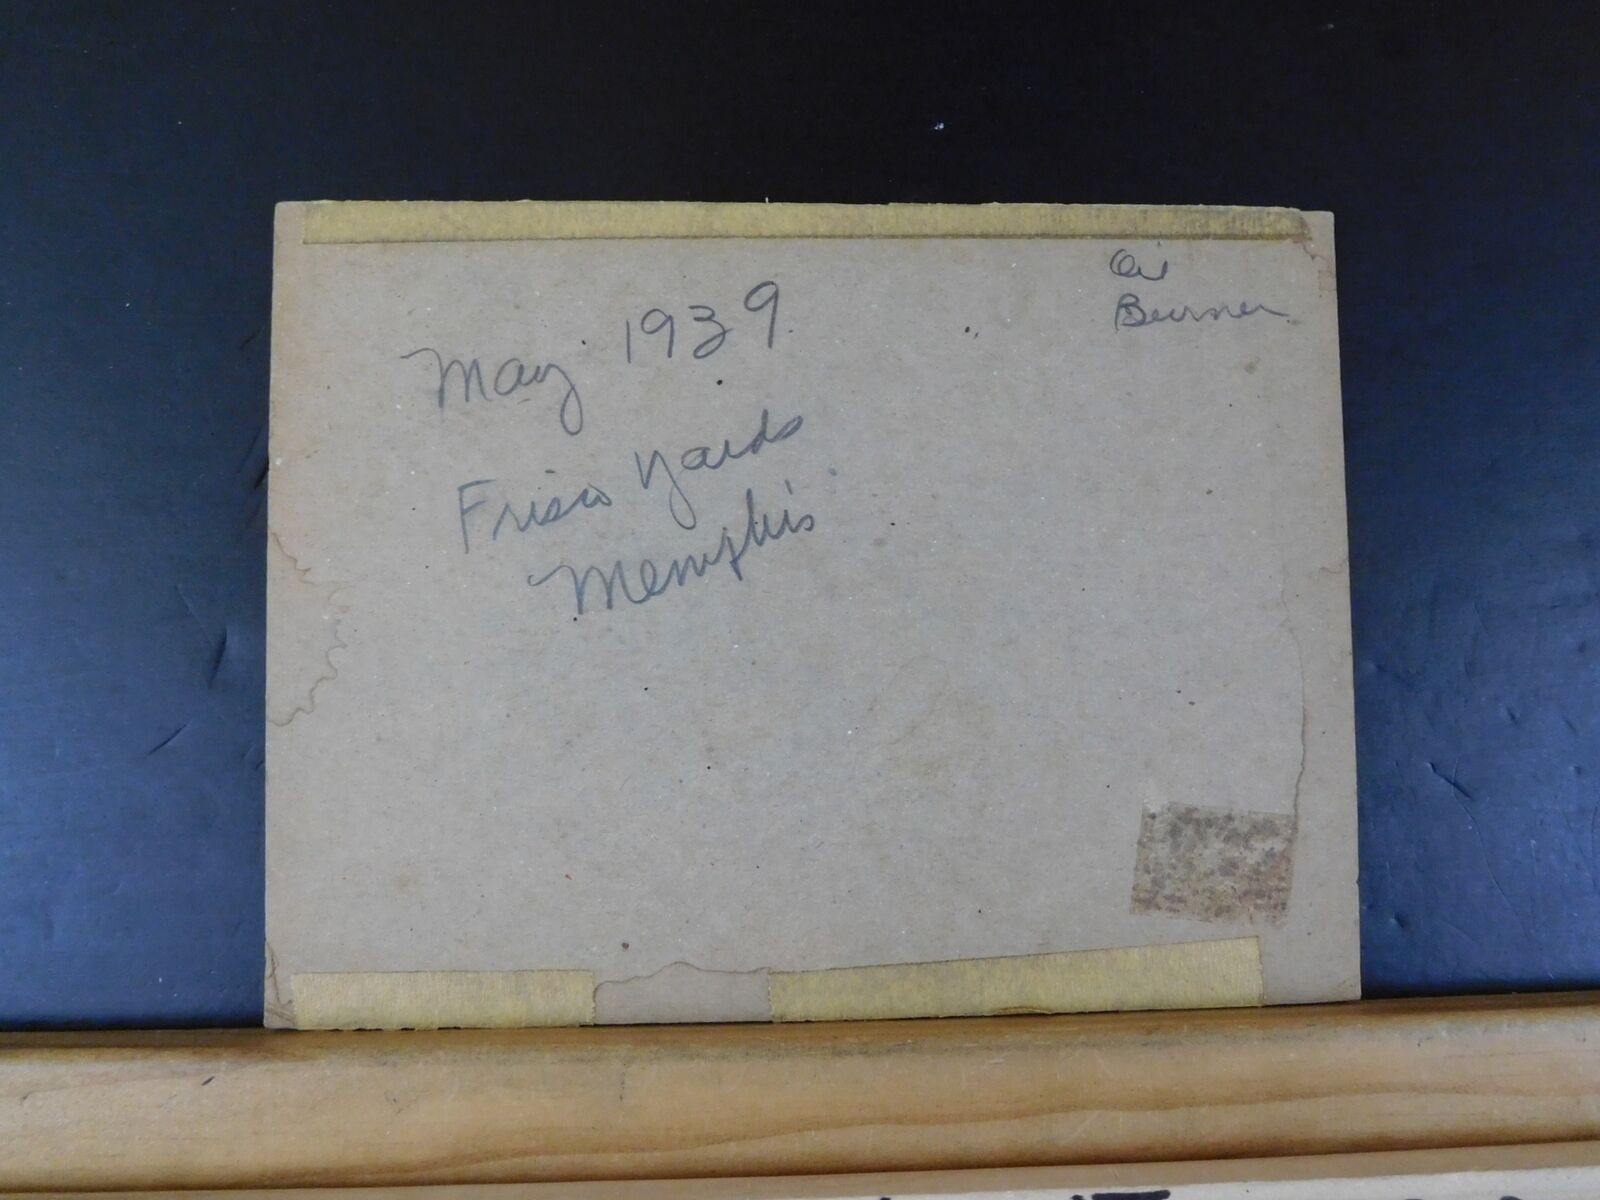 Oil
Burner
May 1939
Frisco Yards
Memphis